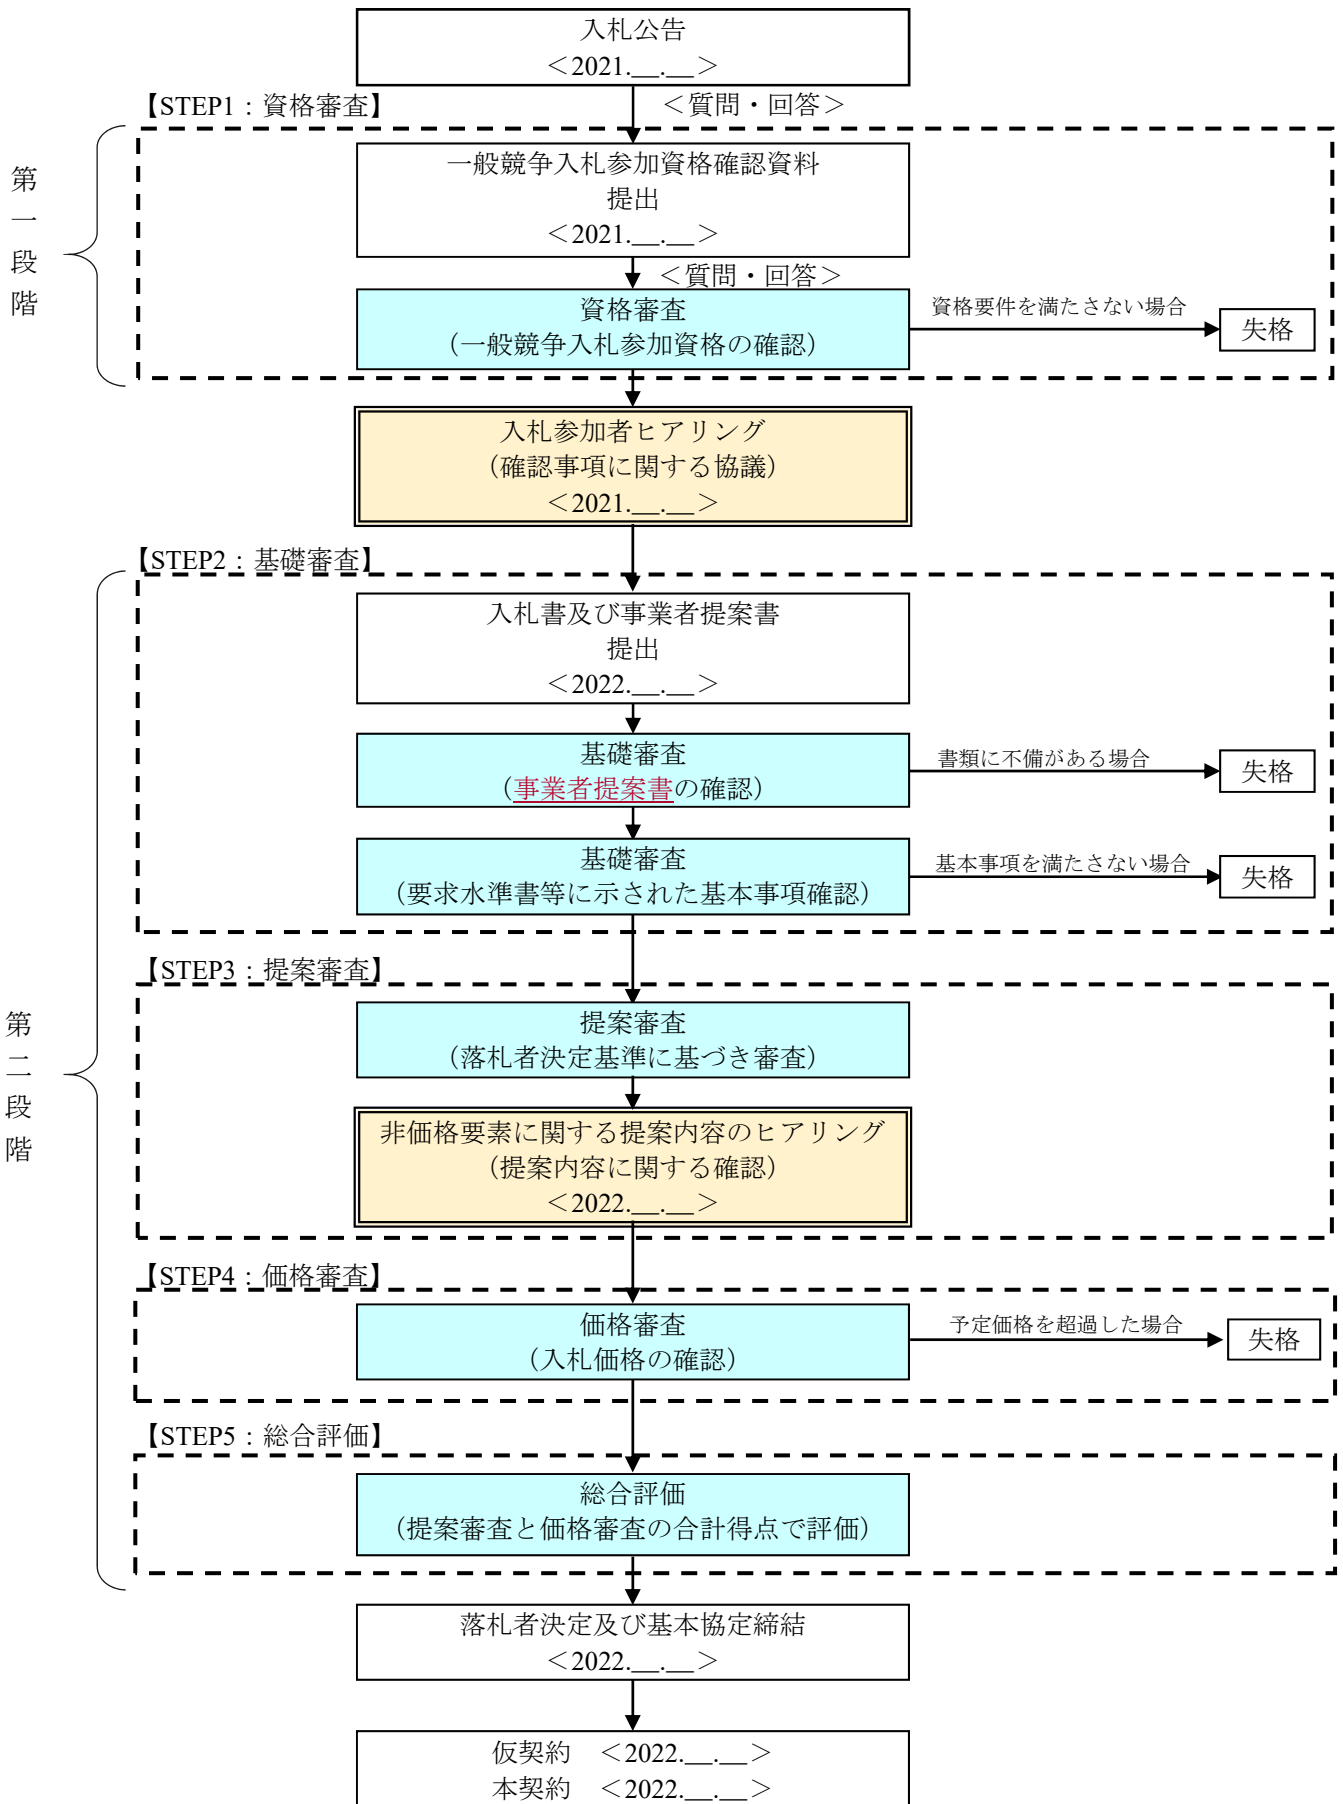 入札公告
＜2021.__.__＞
【STEP1：資格審査】
＜質問・回答＞
第一段階
一般競争入札参加資格確認資料
提出
＜2021.__.__＞
＜質問・回答＞
資格審査
（一般競争入札参加資格の確認）
資格要件を満たさない場合
失格
入札参加者ヒアリング
（確認事項に関する協議）
＜2021.__.__＞
【STEP2：基礎審査】
第二段階
入札書及び事業者提案書
提出
＜2022.__.__＞
基礎審査
（事業者提案書の確認）
書類に不備がある場合
失格
基礎審査
（要求水準書等に示された基本事項確認）
基本事項を満たさない場合
失格
【STEP3：提案審査】
提案審査
（落札者決定基準に基づき審査）
非価格要素に関する提案内容のヒアリング
（提案内容に関する確認）
＜2022.__.__＞
【STEP4：価格審査】
価格審査
（入札価格の確認）
予定価格を超過した場合
失格
【STEP5：総合評価】
総合評価
（提案審査と価格審査の合計得点で評価）
落札者決定及び基本協定締結
＜2022.__.__＞
仮契約　＜2022.__.__＞
本契約　＜2022.__.__＞